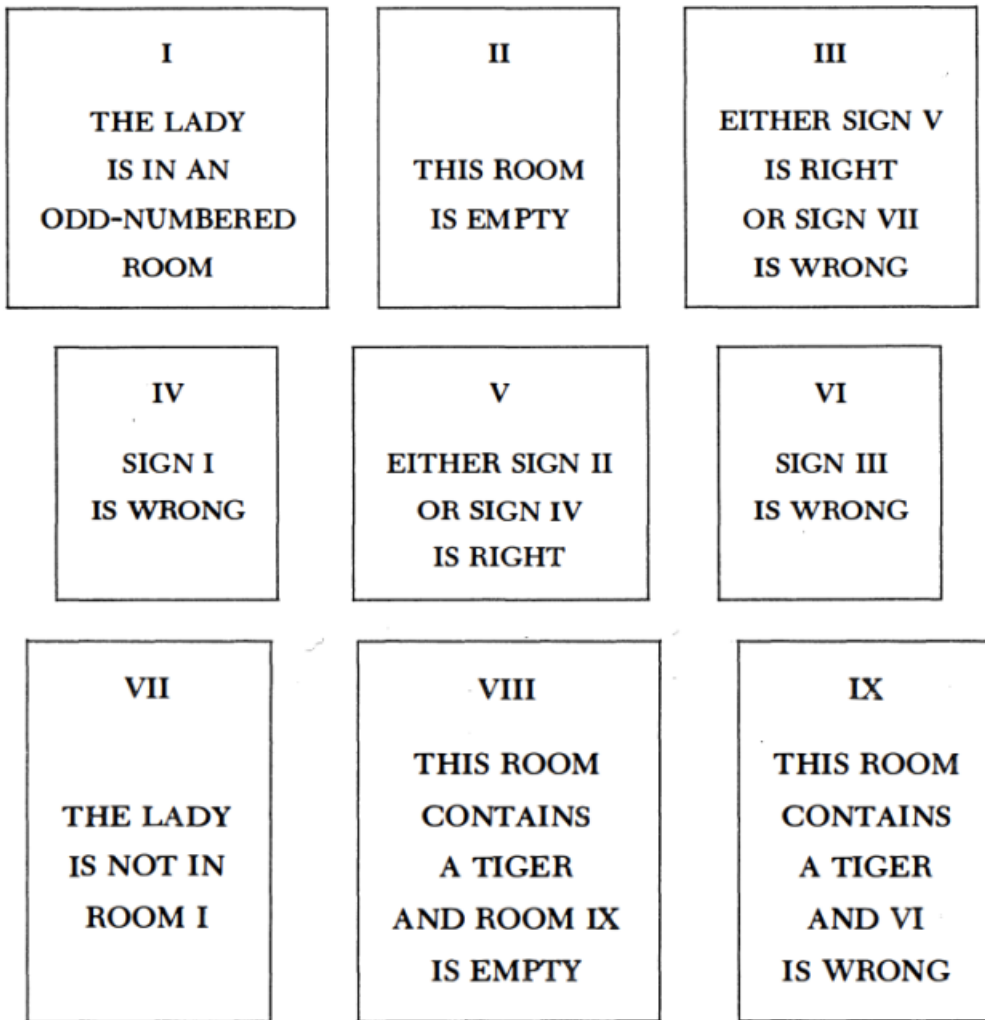 I
THE LADY
IS IN AN
ODD-NUMBERED
ROOM
II
THIS ROOM
IS EMPTY
III
EITHER SIGN V
IS RIGHT
OR SIGN VII
IS WRONG
IV
SIGN I
IS WRONG
V
EITHER SIGN II
OR SIGN IV
IS RIGHT
VI
SIGN III
IS WRONG
VII
THE LADY
IS NOT IN
ROOM I
VIII
THIS ROOM
CONTAINS
A TIGER
AND ROOM IX
IS EMPTY
IX
THIS ROOM
CONTAINS
A TIGER
AND VI
IS WRONG